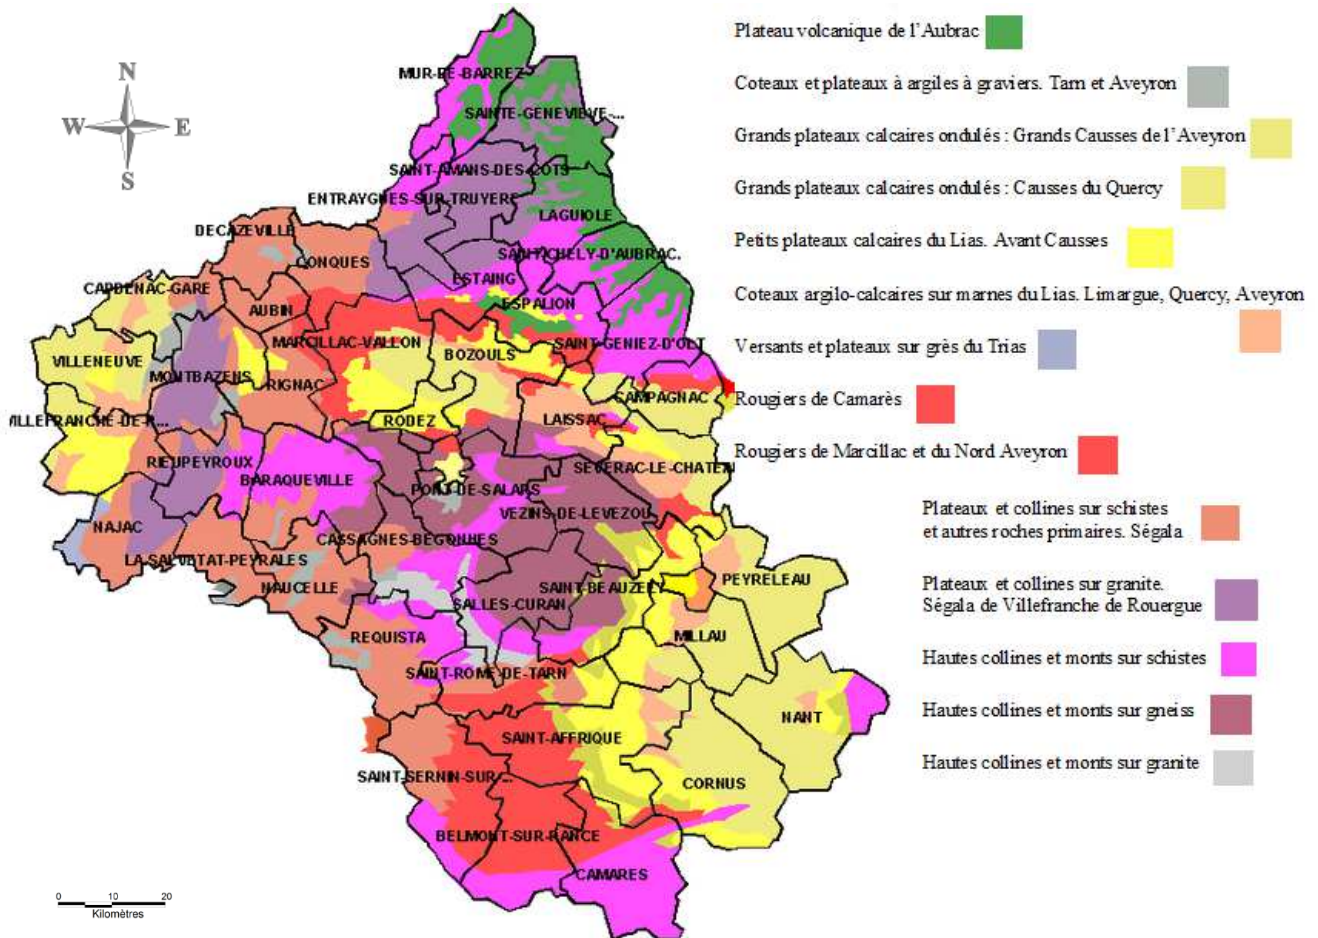 N
W
E
S
MUR-DE-BARREZ
SAINTE-GENEVIEVE-...
SAINT-AMANS-DES-COTS
ENTRAYGNES-SUR-TRUYERE
LAGUIOLE
DECAZEVILLE
CONQUES
SAINT-CHELY-D'AUBRAC.
ESTAING
CAPDENAC-GARE
ESPALION
AUBIN
MARCILLAC-VALLON
SAINT-GENIEZ-D'OLT
BOZOULS
VILLENEUVE
MONTBAZENS
RIGNAC
CAMPAGNAC
VILLEFRANCHE-DE-R...
RODEZ
LAISSAC
RIEUPEYROUX
SEVERAC-LE-CHATEAU
BARAQUEVILLE
PONT-DE-SALARS
VEZINS-DE-LEVEZOU
NAJAC
CASSAGNES-BEGONHES
LA-SALVETAT-PEYRALES
NAUCELLE
SAINT-BEAUZELY
PEYRELEAU
SALLES-CURAN
REQUISTA
MILLAU
SAINT-ROME-DE-TARN
NANT
SAINT-AFFRIQUE
SAINT-SERNIN-SUR-...
CORNUS
BELMONT-SUR-RANCE
CAMARES
0 10 20
Kilomètres
Plateau volcanique de l'Aubrac
Coteaux et plateaux à argiles à graviers. Tarn et Aveyron
Grands plateaux calcaires ondulés : Grands Causses de l'Aveyron
Grands plateaux calcaires ondulés : Causses du Quercy
Petits plateaux calcaires du Lias. Avant Causses
Coteaux argilo-calcaires sur marnes du Lias. Limargue, Quercy, Aveyron
Versants et plateaux sur grès du Trias
Rougiers de Camarès
Rougiers de Marcillac et du Nord Aveyron
Plateaux et collines sur schistes
et autres roches primaires. Ségala
Plateaux et collines sur granite.
Ségala de Villefranche de Rouergue
Hautes collines et monts sur schistes
Hautes collines et monts sur gneiss
Hautes collines et monts sur granite